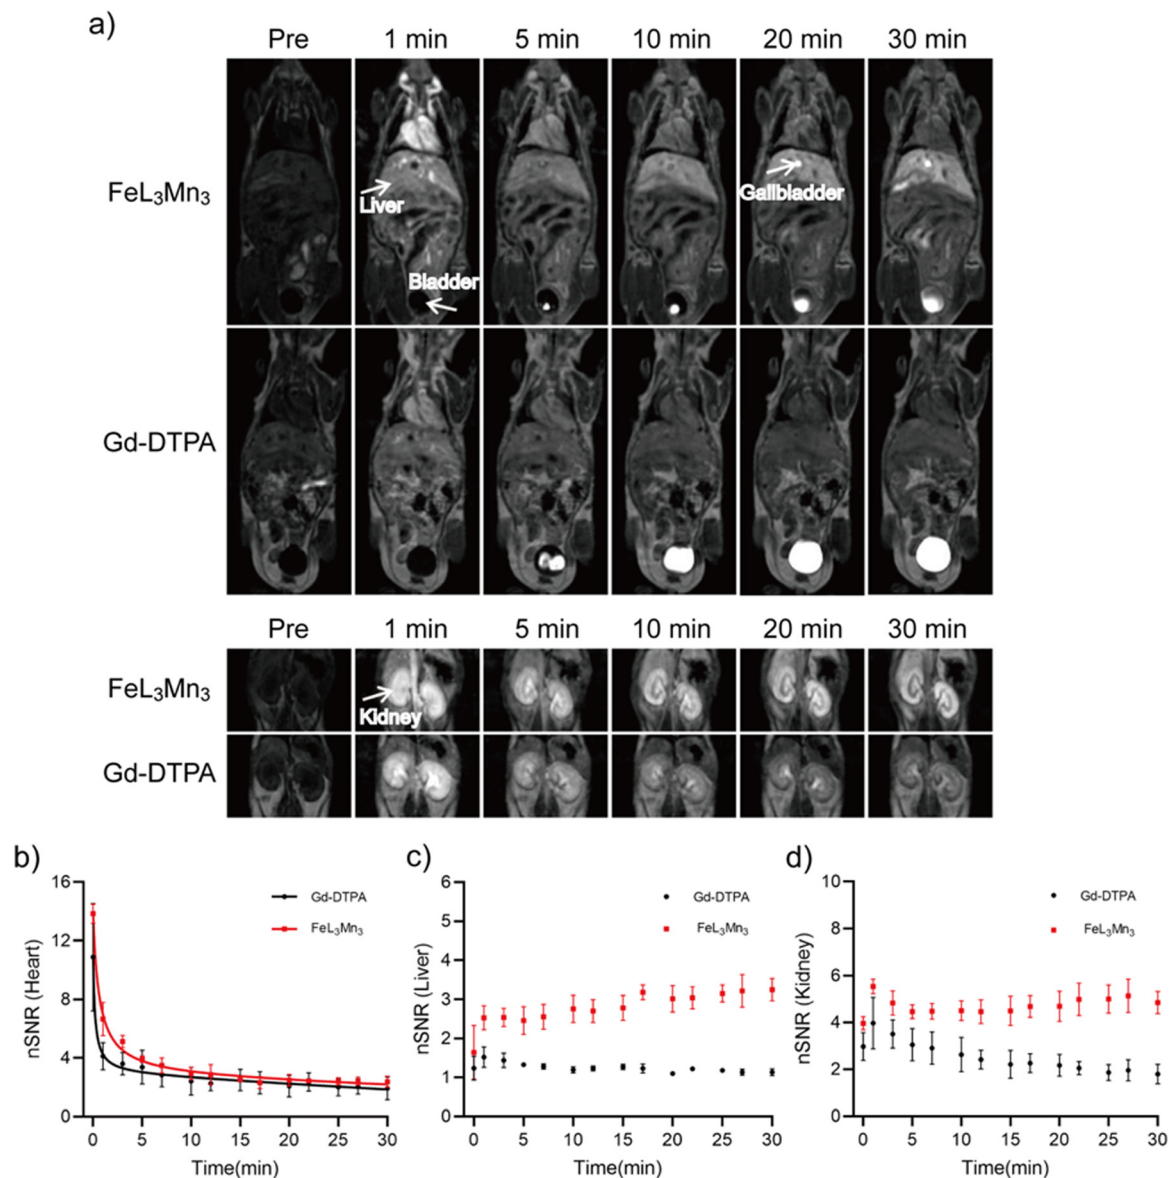 a)
Pre 1 min 5 min 10 min 20 min 30 min
FeL₃Mn₃
Liver
Gallbladder
Bladder
Gd-DTPA
Pre 1 min 5 min 10 min 20 min 30 min
FeL₃Mn₃
Kidney
Gd-DTPA
b)
16
12
8
4
0
nSNR (Heart)
Gd-DTPA
FeL₃Mn₃
0 5 10 15 20 25 30
Time(min)
c)
6
5
4
3
2
1
0
nSNR (Liver)
Gd-DTPA
FeL₃Mn₃
0 5 10 15 20 25 30
Time(min)
d)
10
8
6
4
2
0
nSNR (Kidney)
Gd-DTPA
FeL₃Mn₃
0 5 10 15 20 25 30
Time(min)